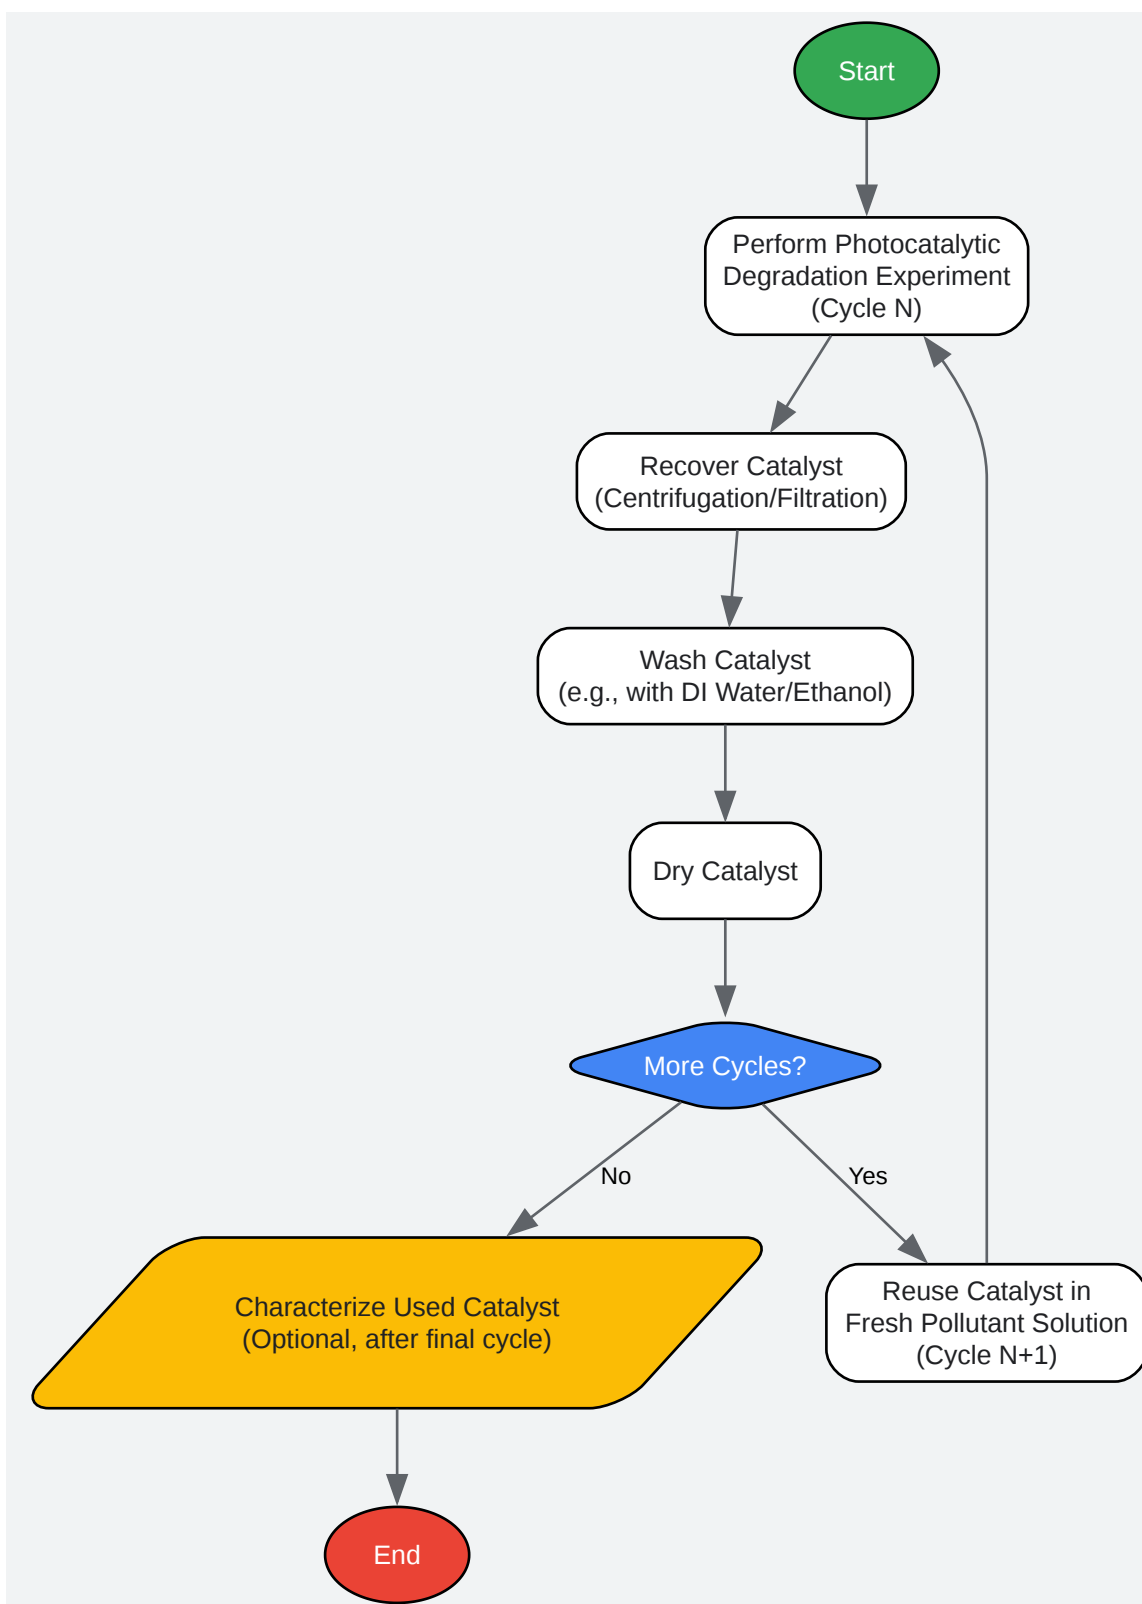 Start
Perform Photocatalytic
Degradation Experiment
(Cycle N)
Recover Catalyst
(Centrifugation/Filtration)
Wash Catalyst
(e.g., with DI Water/Ethanol)
Dry Catalyst
More Cycles?
No
Yes
Characterize Used Catalyst
(Optional, after final cycle)
Reuse Catalyst in
Fresh Pollutant Solution
(Cycle N+1)
End